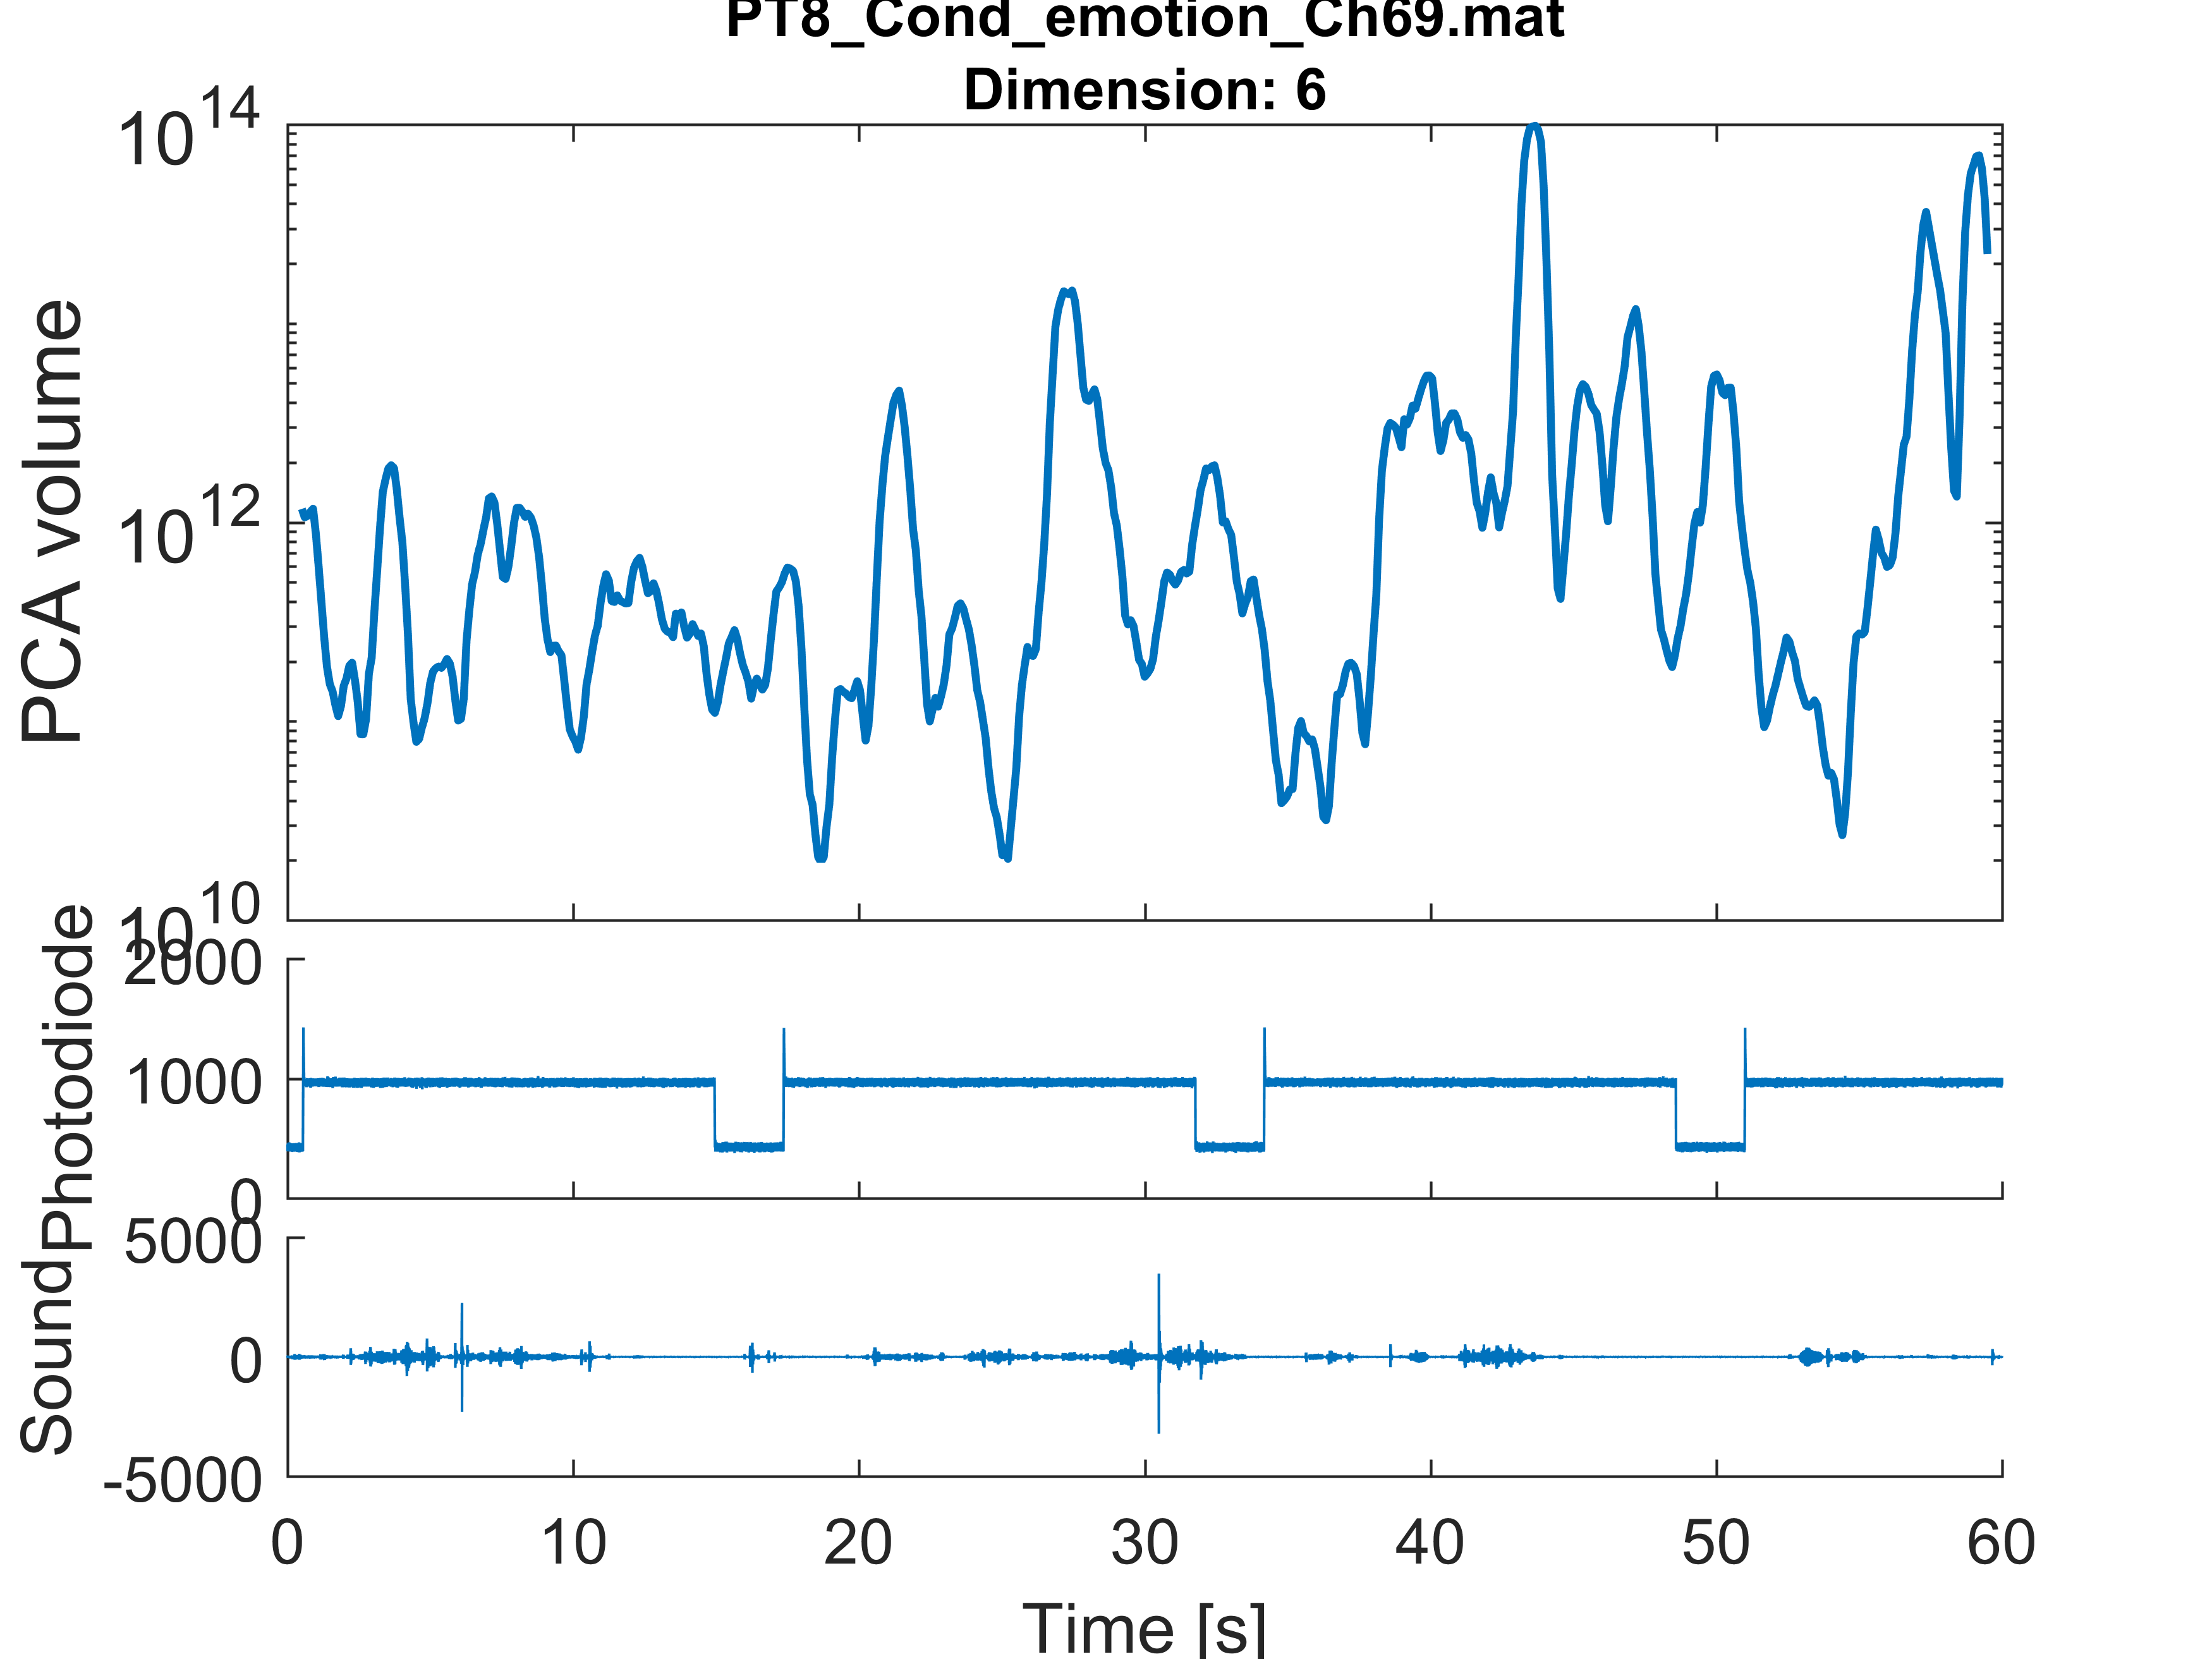 PT8_Cond_emotion_Ch69.mat
Dimension: 6
10^14
10^12
10^10
PCA volume
2000
1000
0
Photodiode
5000
0
-5000
Sound
0 10 20 30 40 50 60
Time [s]